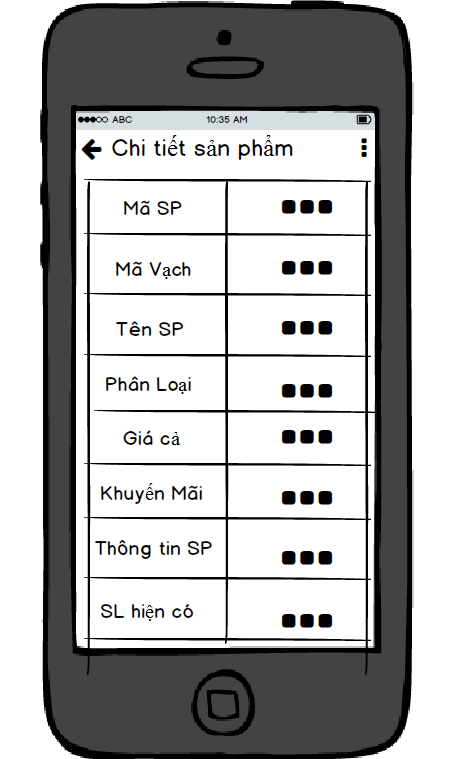 ABC 10:35 AM
Chi tiết sản phẩm
Mã SP
Mã Vạch
Tên SP
Phân Loại
Giá cả
Khuyến Mãi
Thông tin SP
SL hiện có